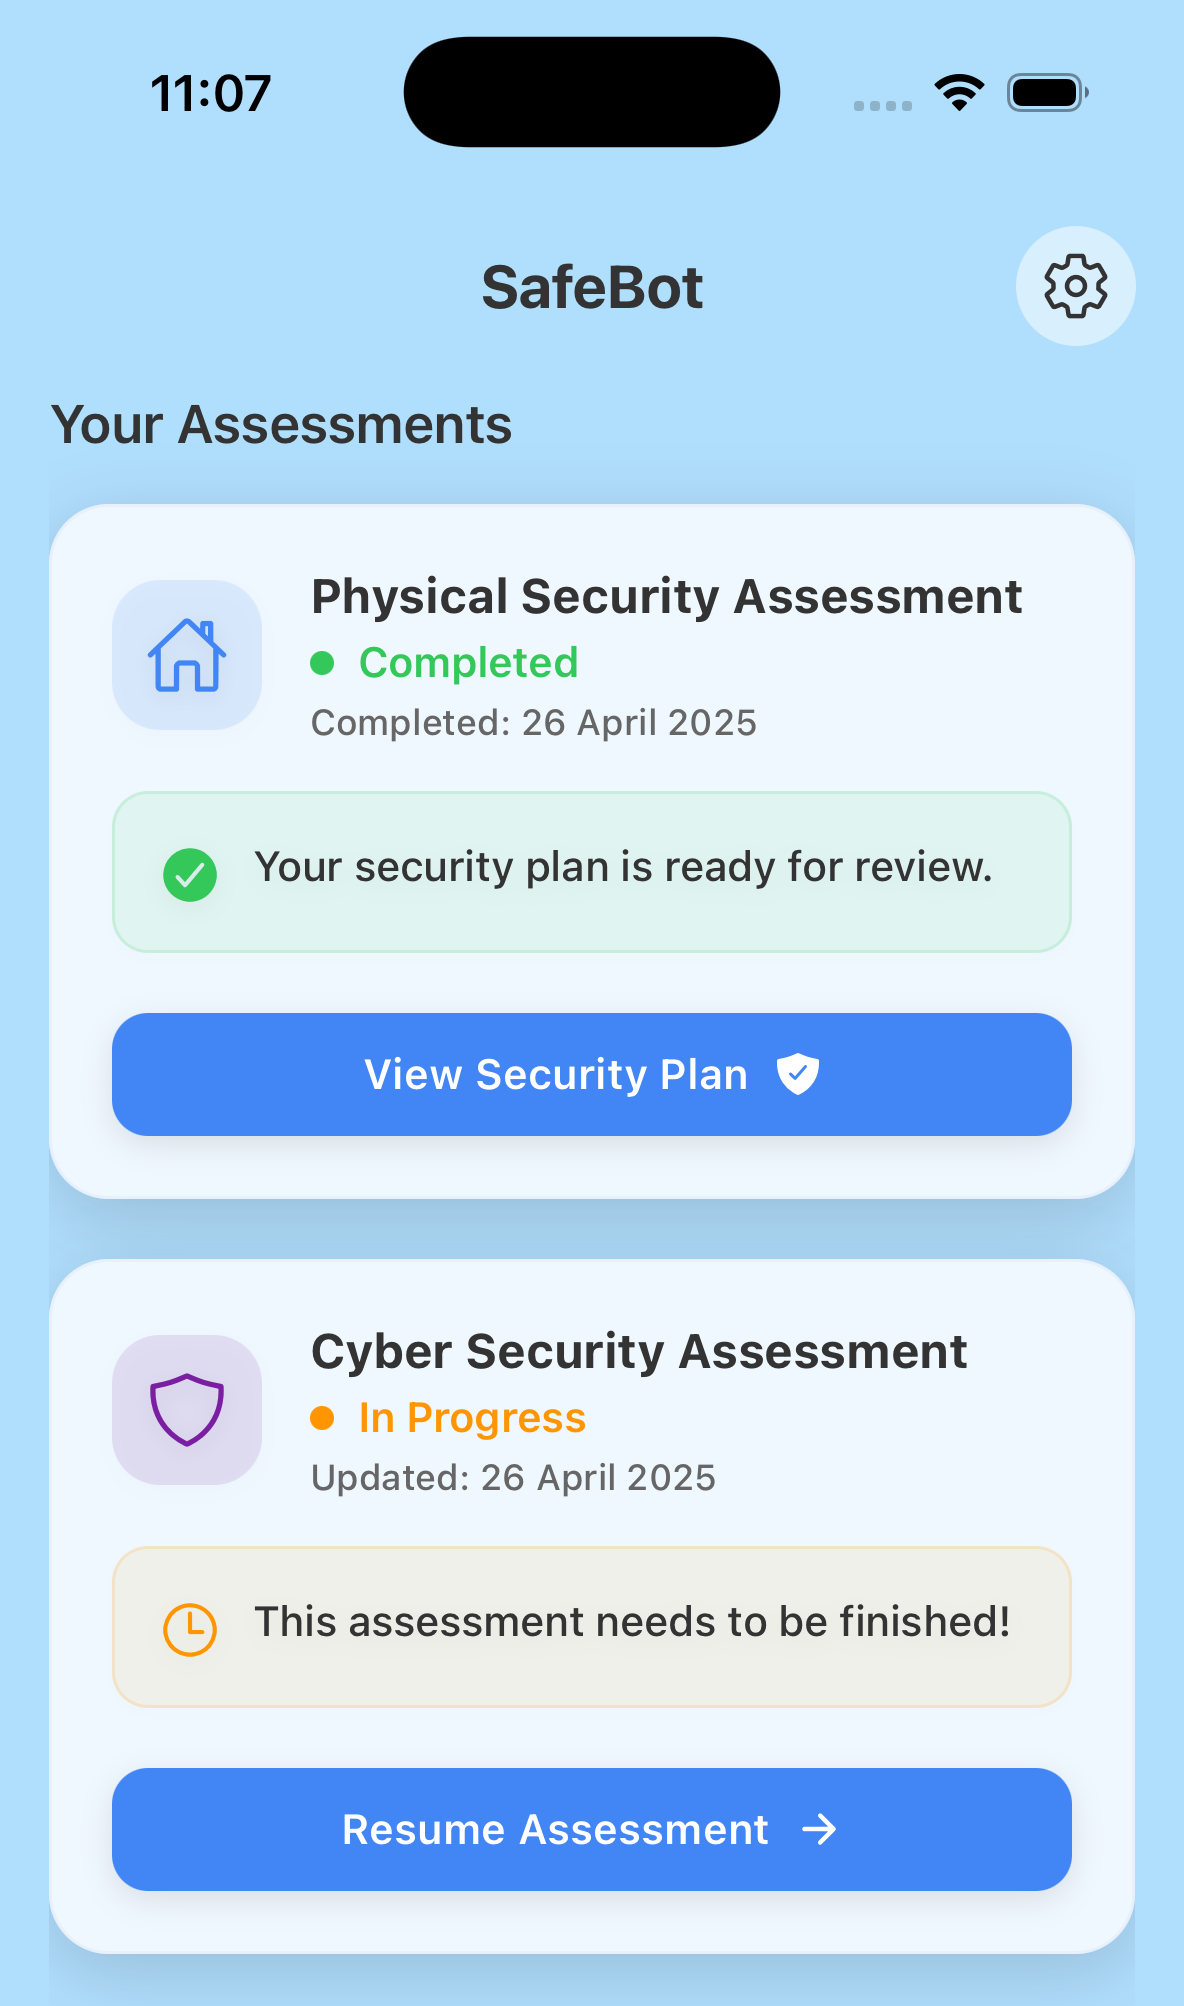 11:07
SafeBot
Your Assessments
Physical Security Assessment
Completed
Completed: 26 April 2025
Your security plan is ready for review.
View Security Plan
Cyber Security Assessment
In Progress
Updated: 26 April 2025
This assessment needs to be finished!
Resume Assessment